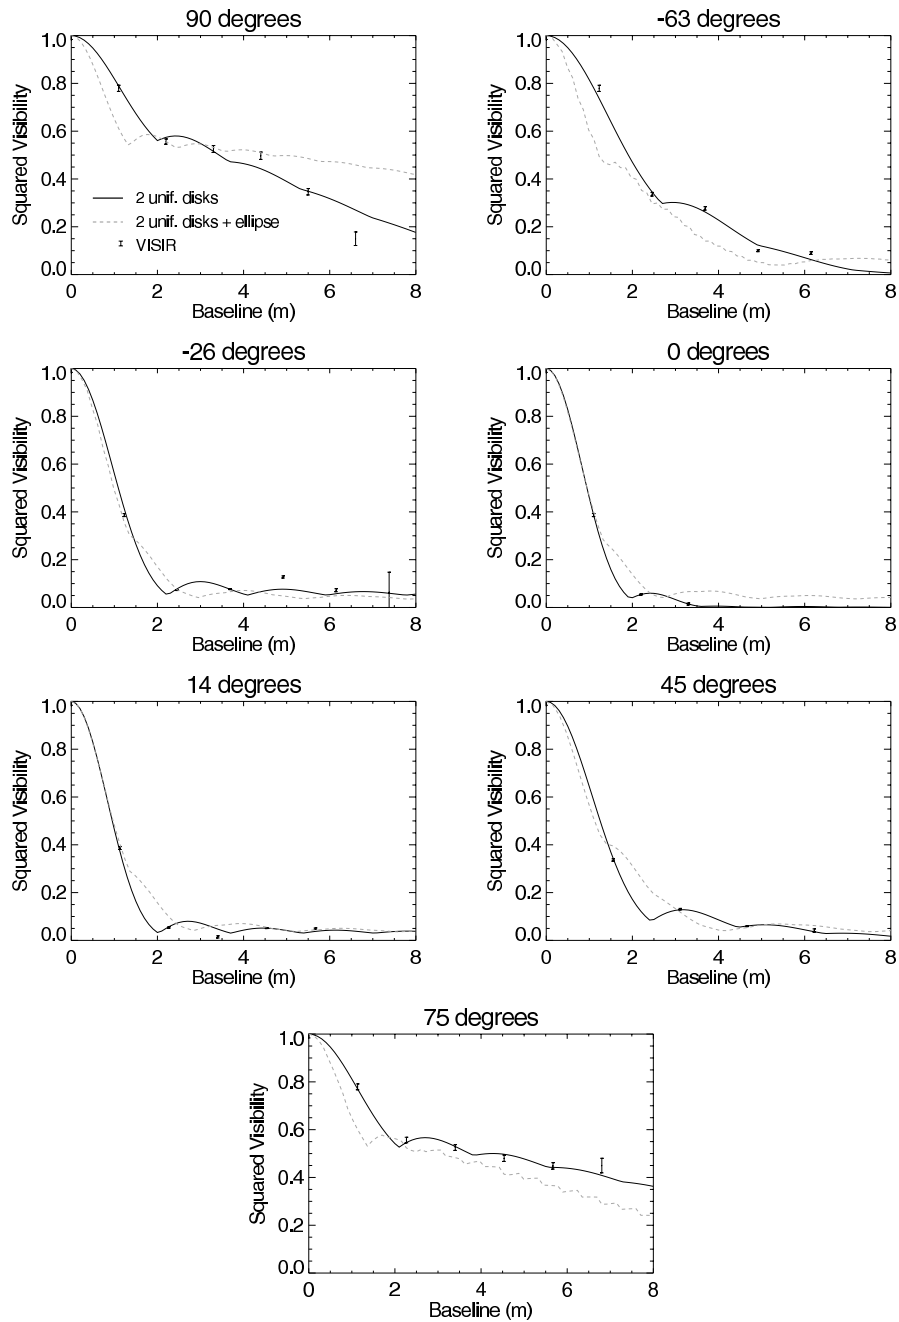 90 degrees
Squared Visibility
1.0
0.8
0.6
0.4
0.2
0.0
2 unif. disks
2 unif. disks + ellipse
VISIR
0 2 4 6 8
Baseline (m)
-63 degrees
Squared Visibility
1.0
0.8
0.6
0.4
0.2
0.0
0 2 4 6 8
Baseline (m)
-26 degrees
Squared Visibility
1.0
0.8
0.6
0.4
0.2
0.0
0 2 4 6 8
Baseline (m)
0 degrees
Squared Visibility
1.0
0.8
0.6
0.4
0.2
0.0
0 2 4 6 8
Baseline (m)
14 degrees
Squared Visibility
1.0
0.8
0.6
0.4
0.2
0.0
0 2 4 6 8
Baseline (m)
45 degrees
Squared Visibility
1.0
0.8
0.6
0.4
0.2
0.0
0 2 4 6 8
Baseline (m)
75 degrees
Squared Visibility
1.0
0.8
0.6
0.4
0.2
0.0
0 2 4 6 8
Baseline (m)